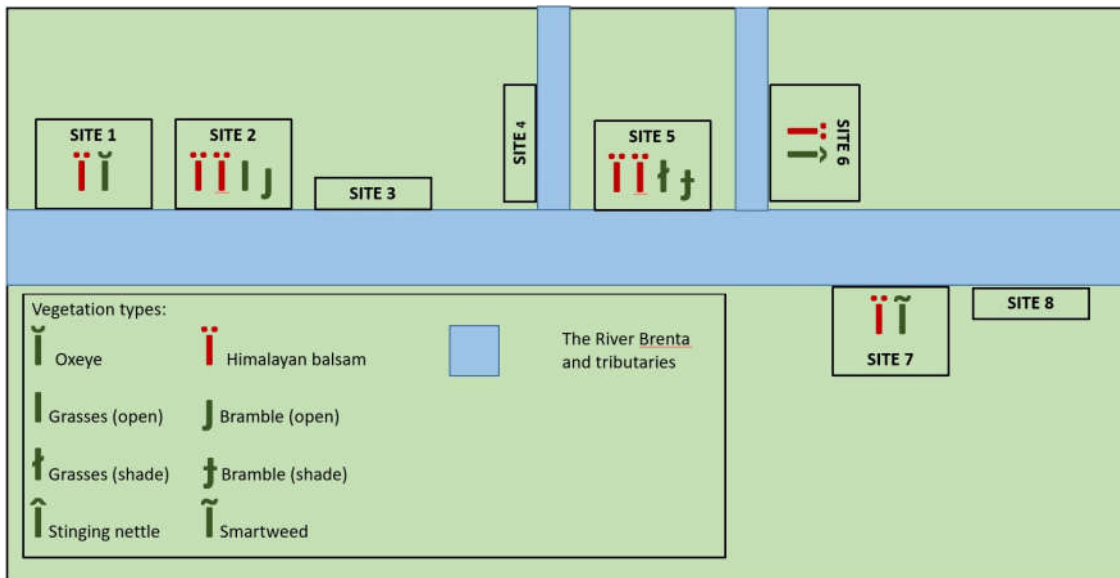 SITE 1
SITE 2
SITE 3
SITE 4
SITE 5
SITE 6
SITE 7
SITE 8
Vegetation types:
Oxeye
Himalayan balsam
The River Brenta
and tributaries
Grasses (open)
Bramble (open)
Grasses (shade)
Bramble (shade)
Stinging nettle
Smartweed